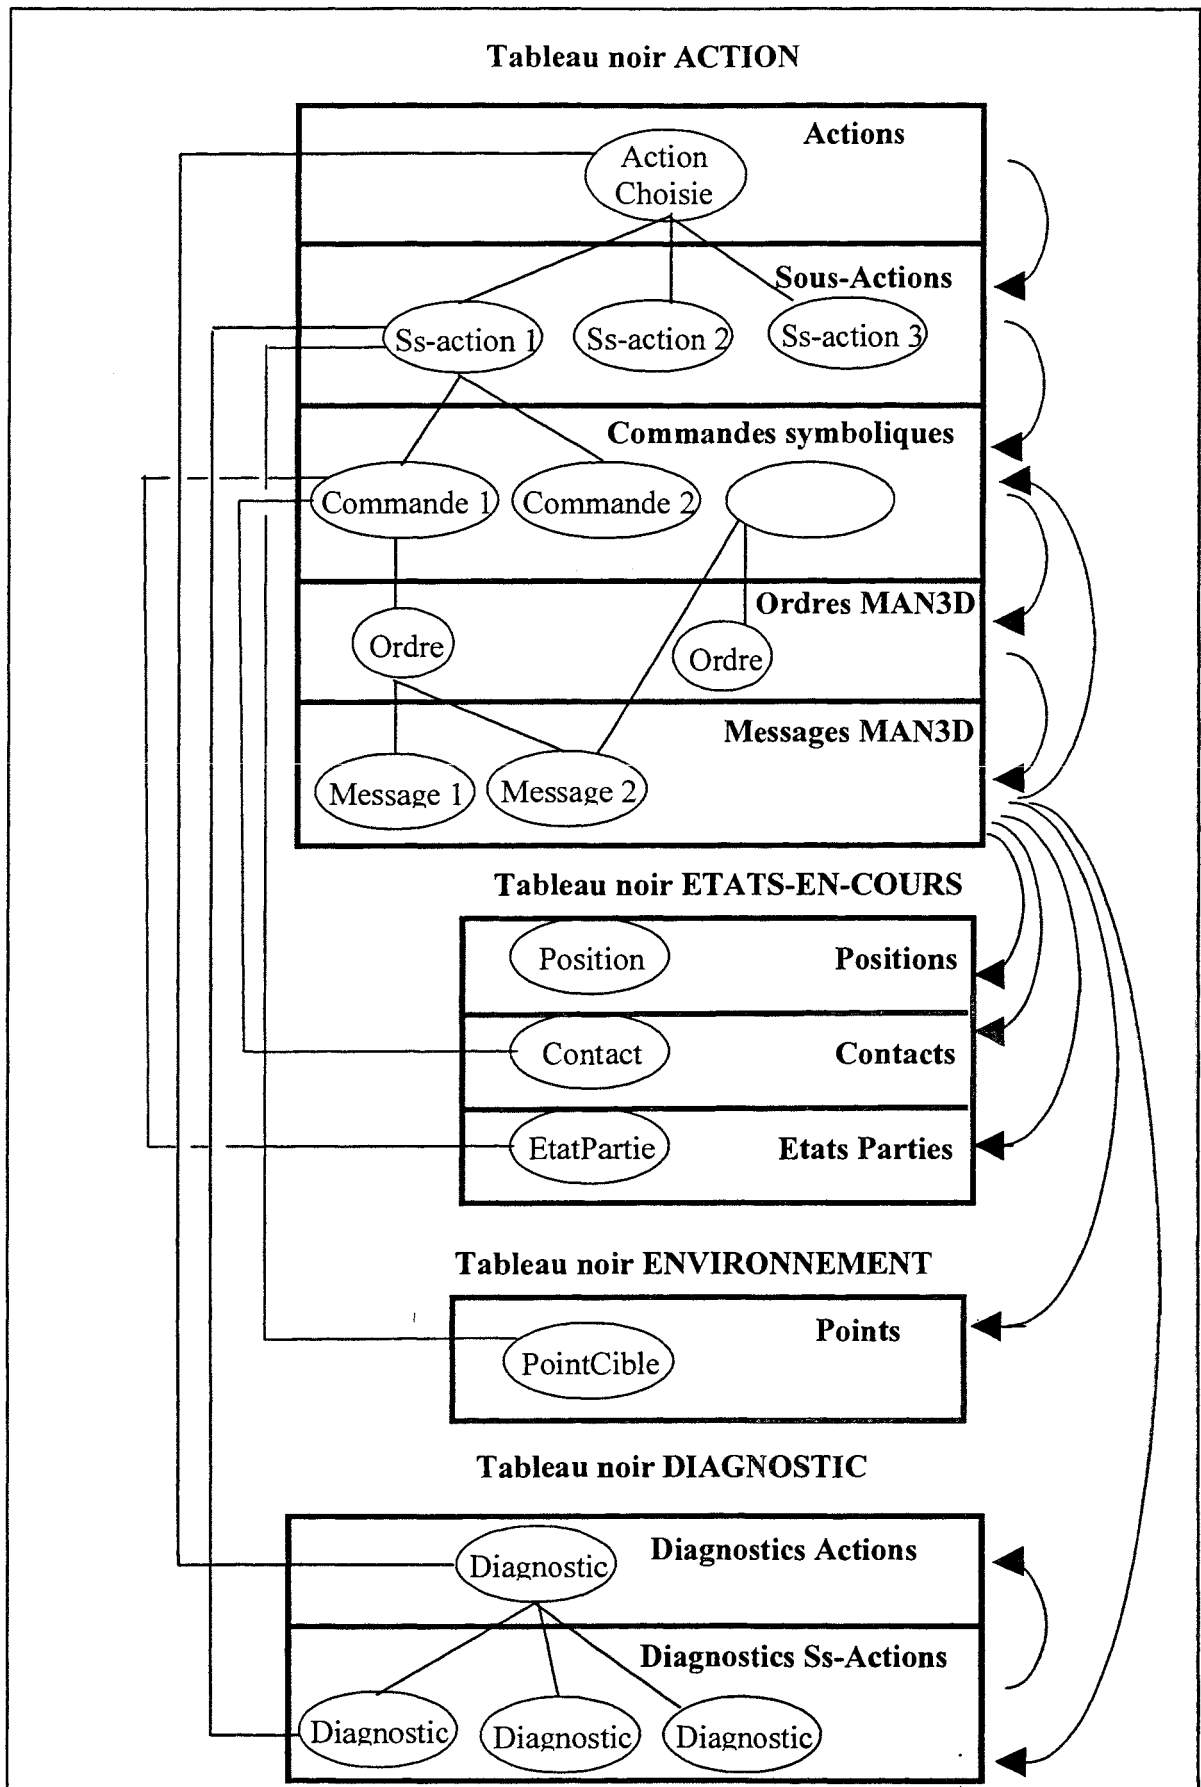 Tableau noir ACTION
Actions
Action
Choisie
Sous-Actions
Ss-action 1
Ss-action 2
Ss-action 3
Commandes symboliques
Commande 1
Commande 2
Ordres MAN3D
Ordre
Ordre
Messages MAN3D
Message 1
Message 2
Tableau noir ETATS-EN-COURS
Position
Positions
Contact
Contacts
EtatPartie
Etats Parties
Tableau noir ENVIRONNEMENT
Points
PointCible
Tableau noir DIAGNOSTIC
Diagnostics Actions
Diagnostic
Diagnostics Ss-Actions
Diagnostic
Diagnostic
Diagnostic